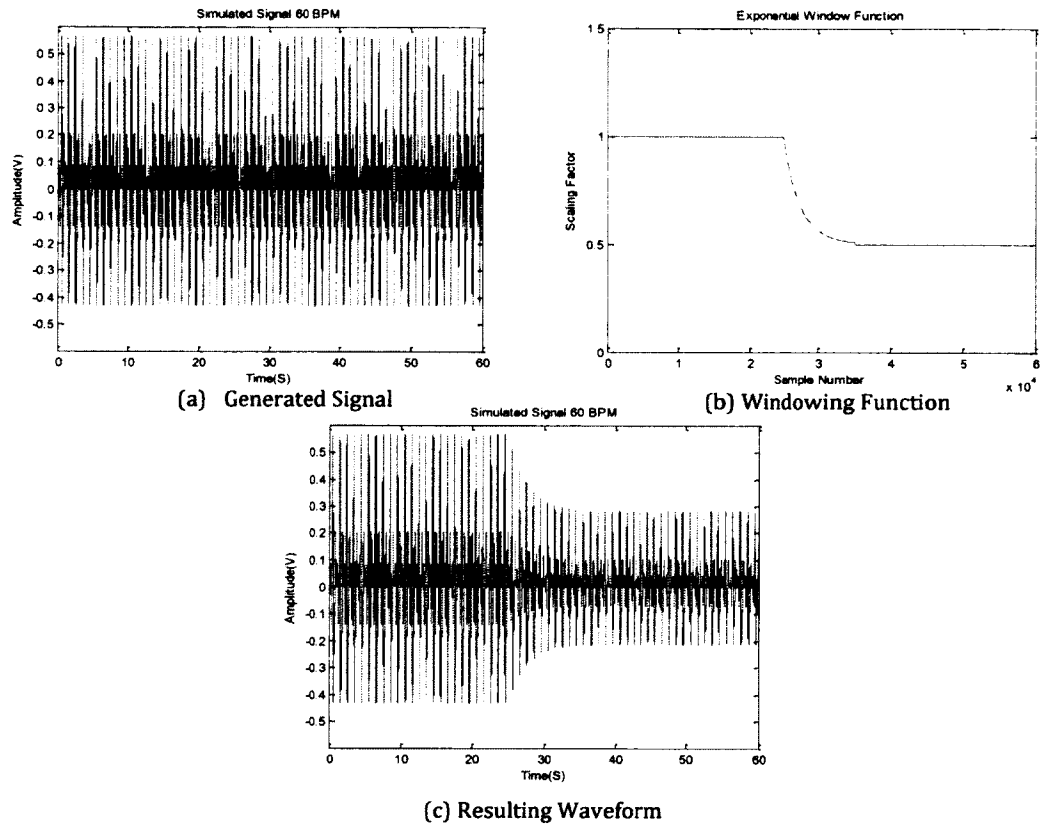 Simulated Signal 60 BPM
0.5
0.4
0.3
0.2
0.1
0
-0.1
-0.2
-0.3
-0.4
-0.5
Amplitude(V)
0 10 20 30 40 50 60
Time(S)
(a) Generated Signal
Exponential Window Function
1.5
1
0.5
0
Scaling Factor
0 1 2 3 4 5 6
Sample Number
x 10^4
(b) Windowing Function
Simulated Signal 60 BPM
0.5
0.4
0.3
0.2
0.1
0
-0.1
-0.2
-0.3
-0.4
-0.5
Amplitude(V)
0 10 20 30 40 50 60
Time(S)
(c) Resulting Waveform